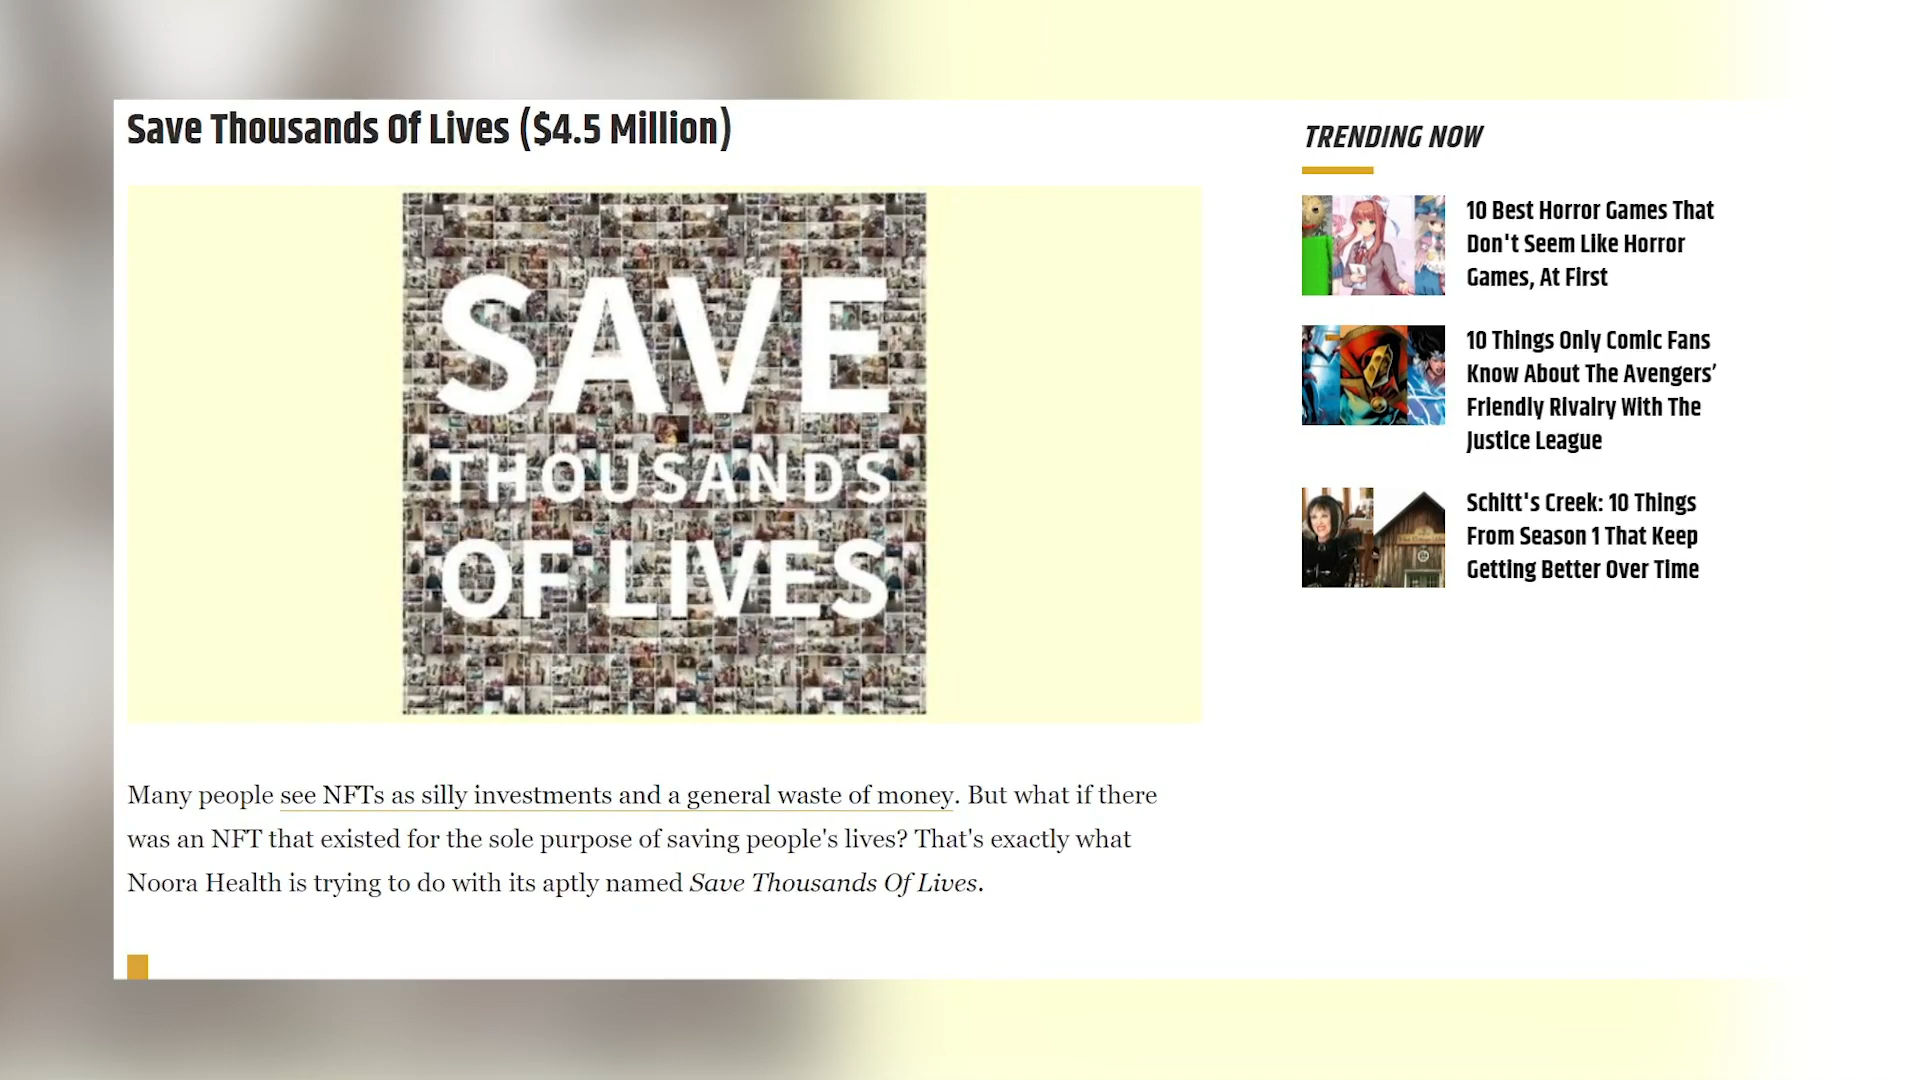 Save Thousands Of Lives ($4.5 Million)
SAVE
THOUSANDS
OF LIVES
Many people see NFTs as silly investments and a general waste of money. But what if there
was an NFT that existed for the sole purpose of saving people's lives? That's exactly what
Noora Health is trying to do with its aptly named Save Thousands Of Lives.
TRENDING NOW
10 Best Horror Games That
Don't Seem Like Horror
Games, At First
10 Things Only Comic Fans
Know About The Avengers’
Friendly Rivalry With The
Justice League
Schitt's Creek: 10 Things
From Season 1 That Keep
Getting Better Over Time